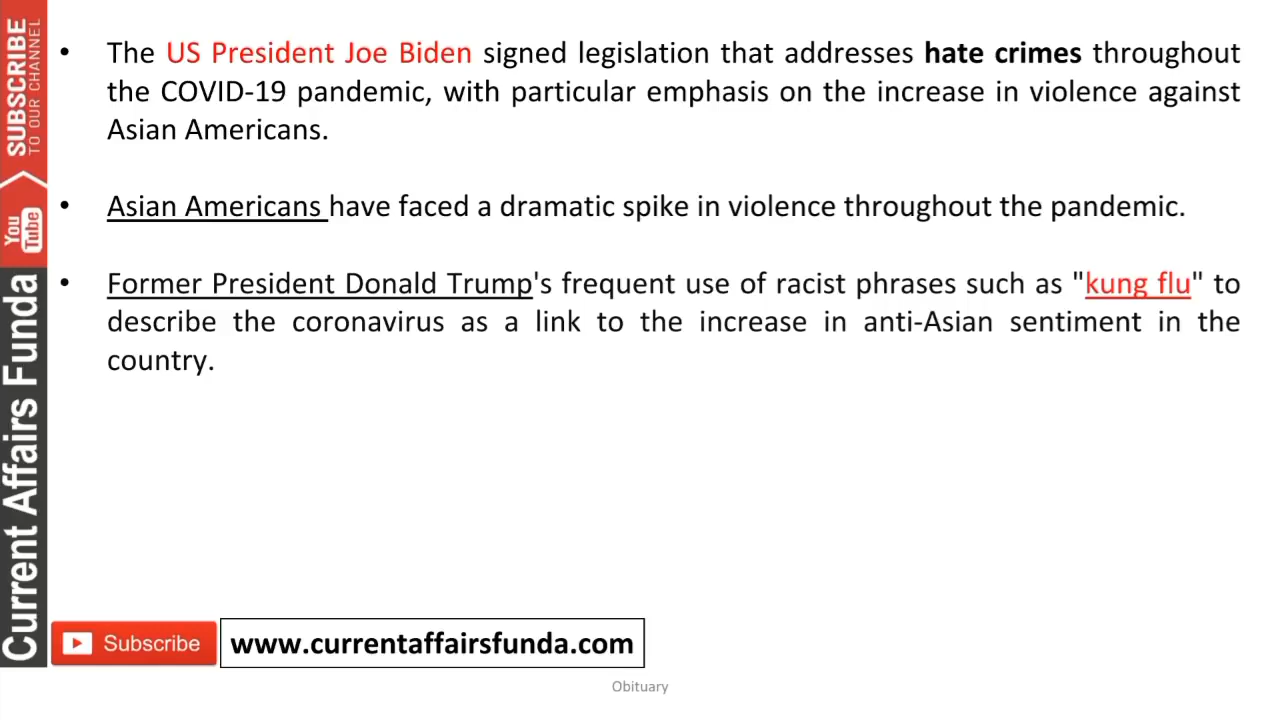 • The US President Joe Biden signed legislation that addresses hate crimes throughout
the COVID-19 pandemic, with particular emphasis on the increase in violence against
Asian Americans.
• Asian Americans have faced a dramatic spike in violence throughout the pandemic.
• Former President Donald Trump's frequent use of racist phrases such as "kung flu" to
describe the coronavirus as a link to the increase in anti-Asian sentiment in the
country.
SUBSCRIBE
TO OUR CHANNEL
You
Tube
Current Affairs Funda
Subscribe
www.currentaffairsfunda.com
Obituary